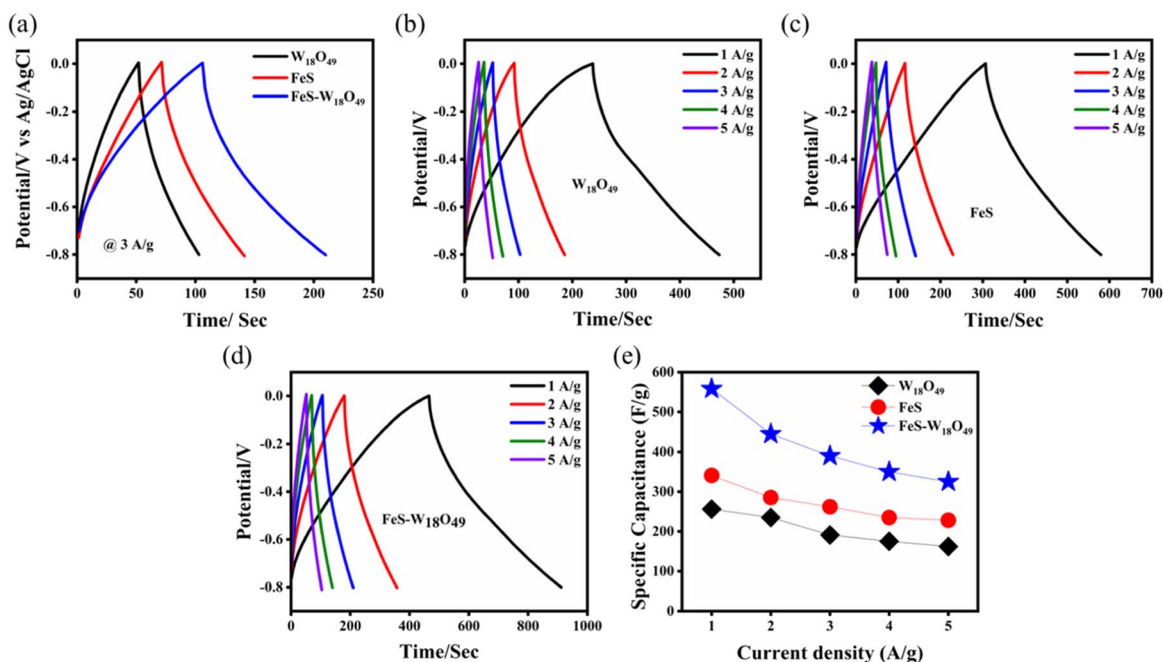 (a)
Potential/V vs Ag/AgCl
0.0
-0.2
-0.4
-0.6
-0.8
W₁₈O₄₉
FeS
FeS-W₁₈O₄₉
@ 3 A/g
0 50 100 150 200 250
Time/ Sec
(b)
Potential/V
0.0
-0.2
-0.4
-0.6
-0.8
1 A/g
2 A/g
3 A/g
4 A/g
5 A/g
W₁₈O₄₉
0 100 200 300 400 500
Time/Sec
(c)
Potential/V
0.0
-0.2
-0.4
-0.6
-0.8
1 A/g
2 A/g
3 A/g
4 A/g
5 A/g
FeS
0 100 200 300 400 500 600 700
Time/Sec
(d)
Potential/V
0.0
-0.2
-0.4
-0.6
-0.8
1 A/g
2 A/g
3 A/g
4 A/g
5 A/g
FeS-W₁₈O₄₉
0 200 400 600 800 1000
Time/Sec
(e)
Specific Capacitance (F/g)
600
500
400
300
200
100
0
W₁₈O₄₉
FeS
FeS-W₁₈O₄₉
1 2 3 4 5
Current density (A/g)